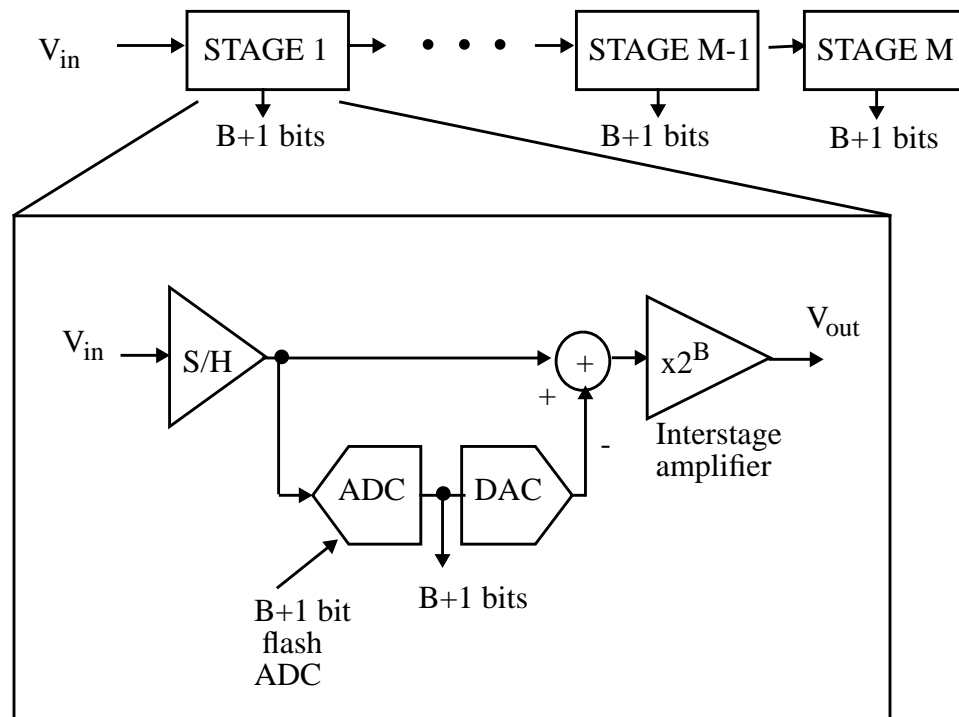 V_in STAGE 1 • • • STAGE M-1 STAGE M
B+1 bits B+1 bits B+1 bits
V_in S/H + x2^B V_out
+
-
Interstage
amplifier
ADC DAC
B+1 bits
B+1 bit
flash
ADC